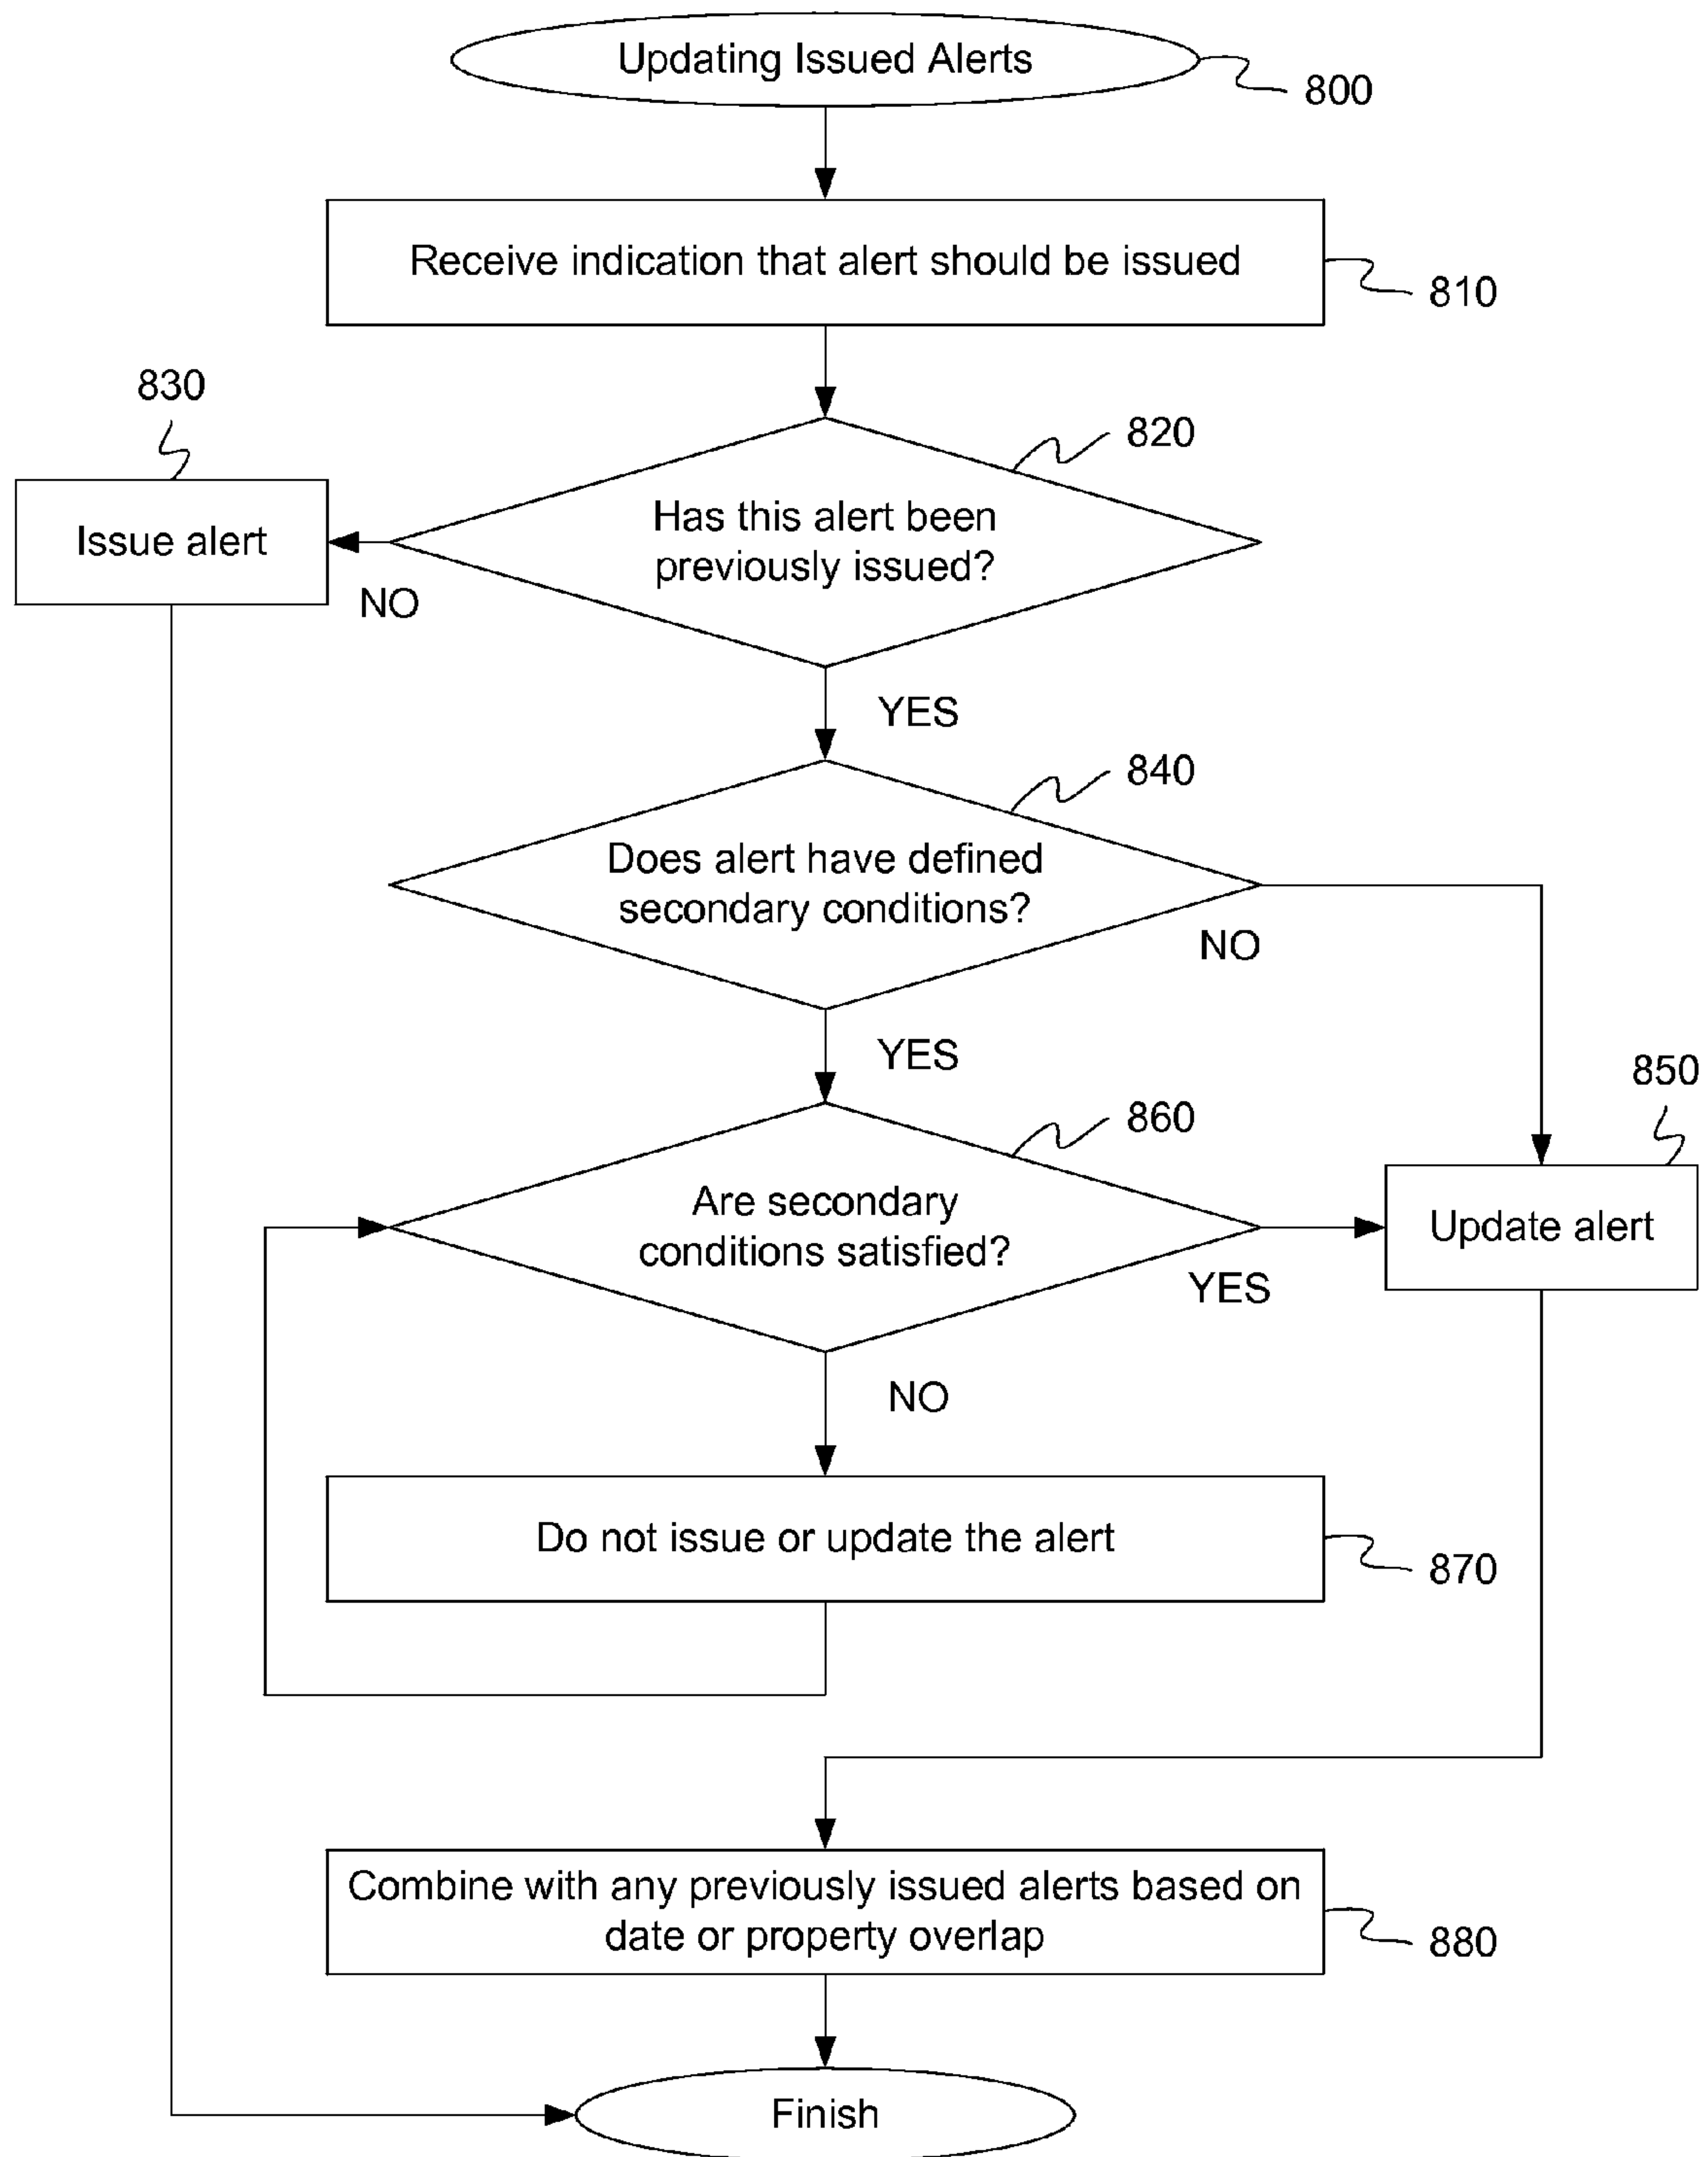 Updating Issued Alerts
800
Receive indication that alert should be issued
810
830
820
Has this alert been
previously issued?
Issue alert
NO
YES
840
Does alert have defined
secondary conditions?
NO
YES
850
860
Are secondary
conditions satisfied?
Update alert
YES
NO
Do not issue or update the alert
870
Combine with any previously issued alerts based on
date or property overlap
880
Finish